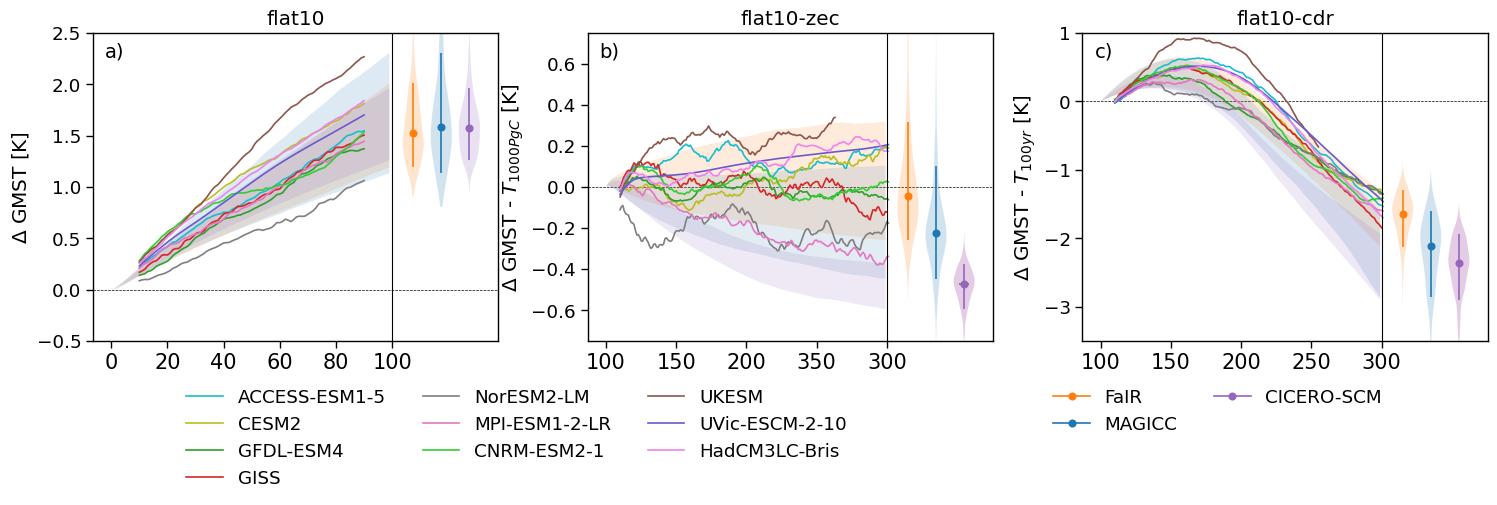 flat10
flat10-zec
flat10-cdr
a)
b)
c)
Δ GMST [K]
2.5
2.0
1.5
1.0
0.5
0.0
−0.5
0 20 40 60 80 100
Δ GMST - T1000PgC [K]
0.6
0.4
0.2
0.0
−0.2
−0.4
−0.6
100 150 200 250 300
Δ GMST - T100yr [K]
1
0
−1
−2
−3
100 150 200 250 300
ACCESS-ESM1-5
CESM2
GFDL-ESM4
GISS
NorESM2-LM
MPI-ESM1-2-LR
CNRM-ESM2-1
UKESM
UVic-ESCM-2-10
HadCM3LC-Bris
FaIR
MAGICC
CICERO-SCM